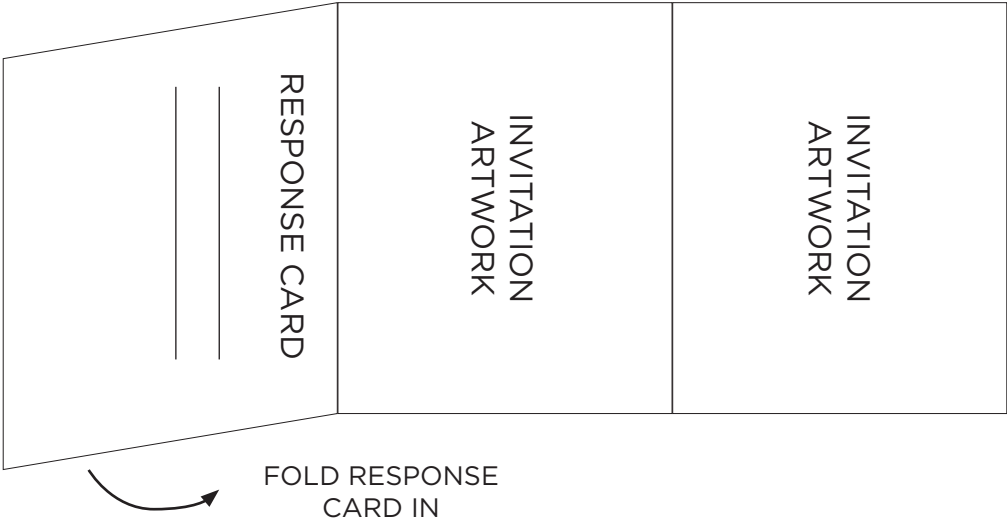 RESPONSE CARD
INVITATION
ARTWORK
INVITATION
ARTWORK
FOLD RESPONSE
CARD IN